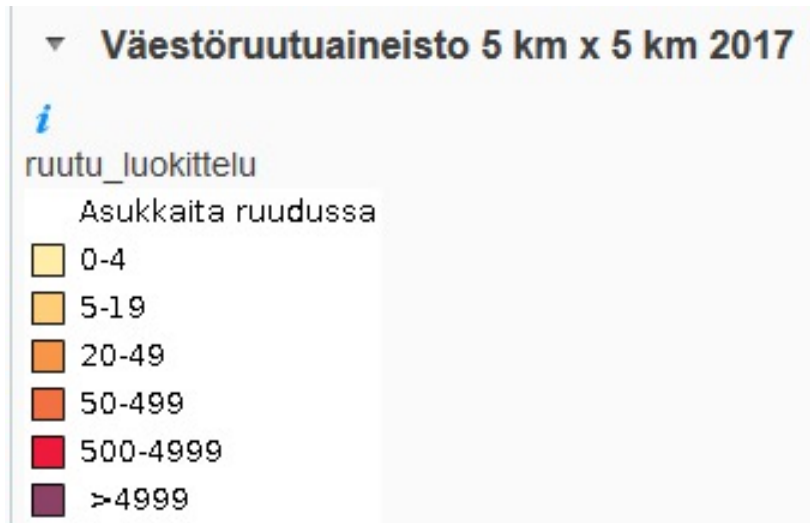 Väestöruutuaineisto 5 km x 5 km 2017
i
ruutu_luokittelu
Asukkaita ruudussa
0-4
5-19
20-49
50-499
500-4999
>4999